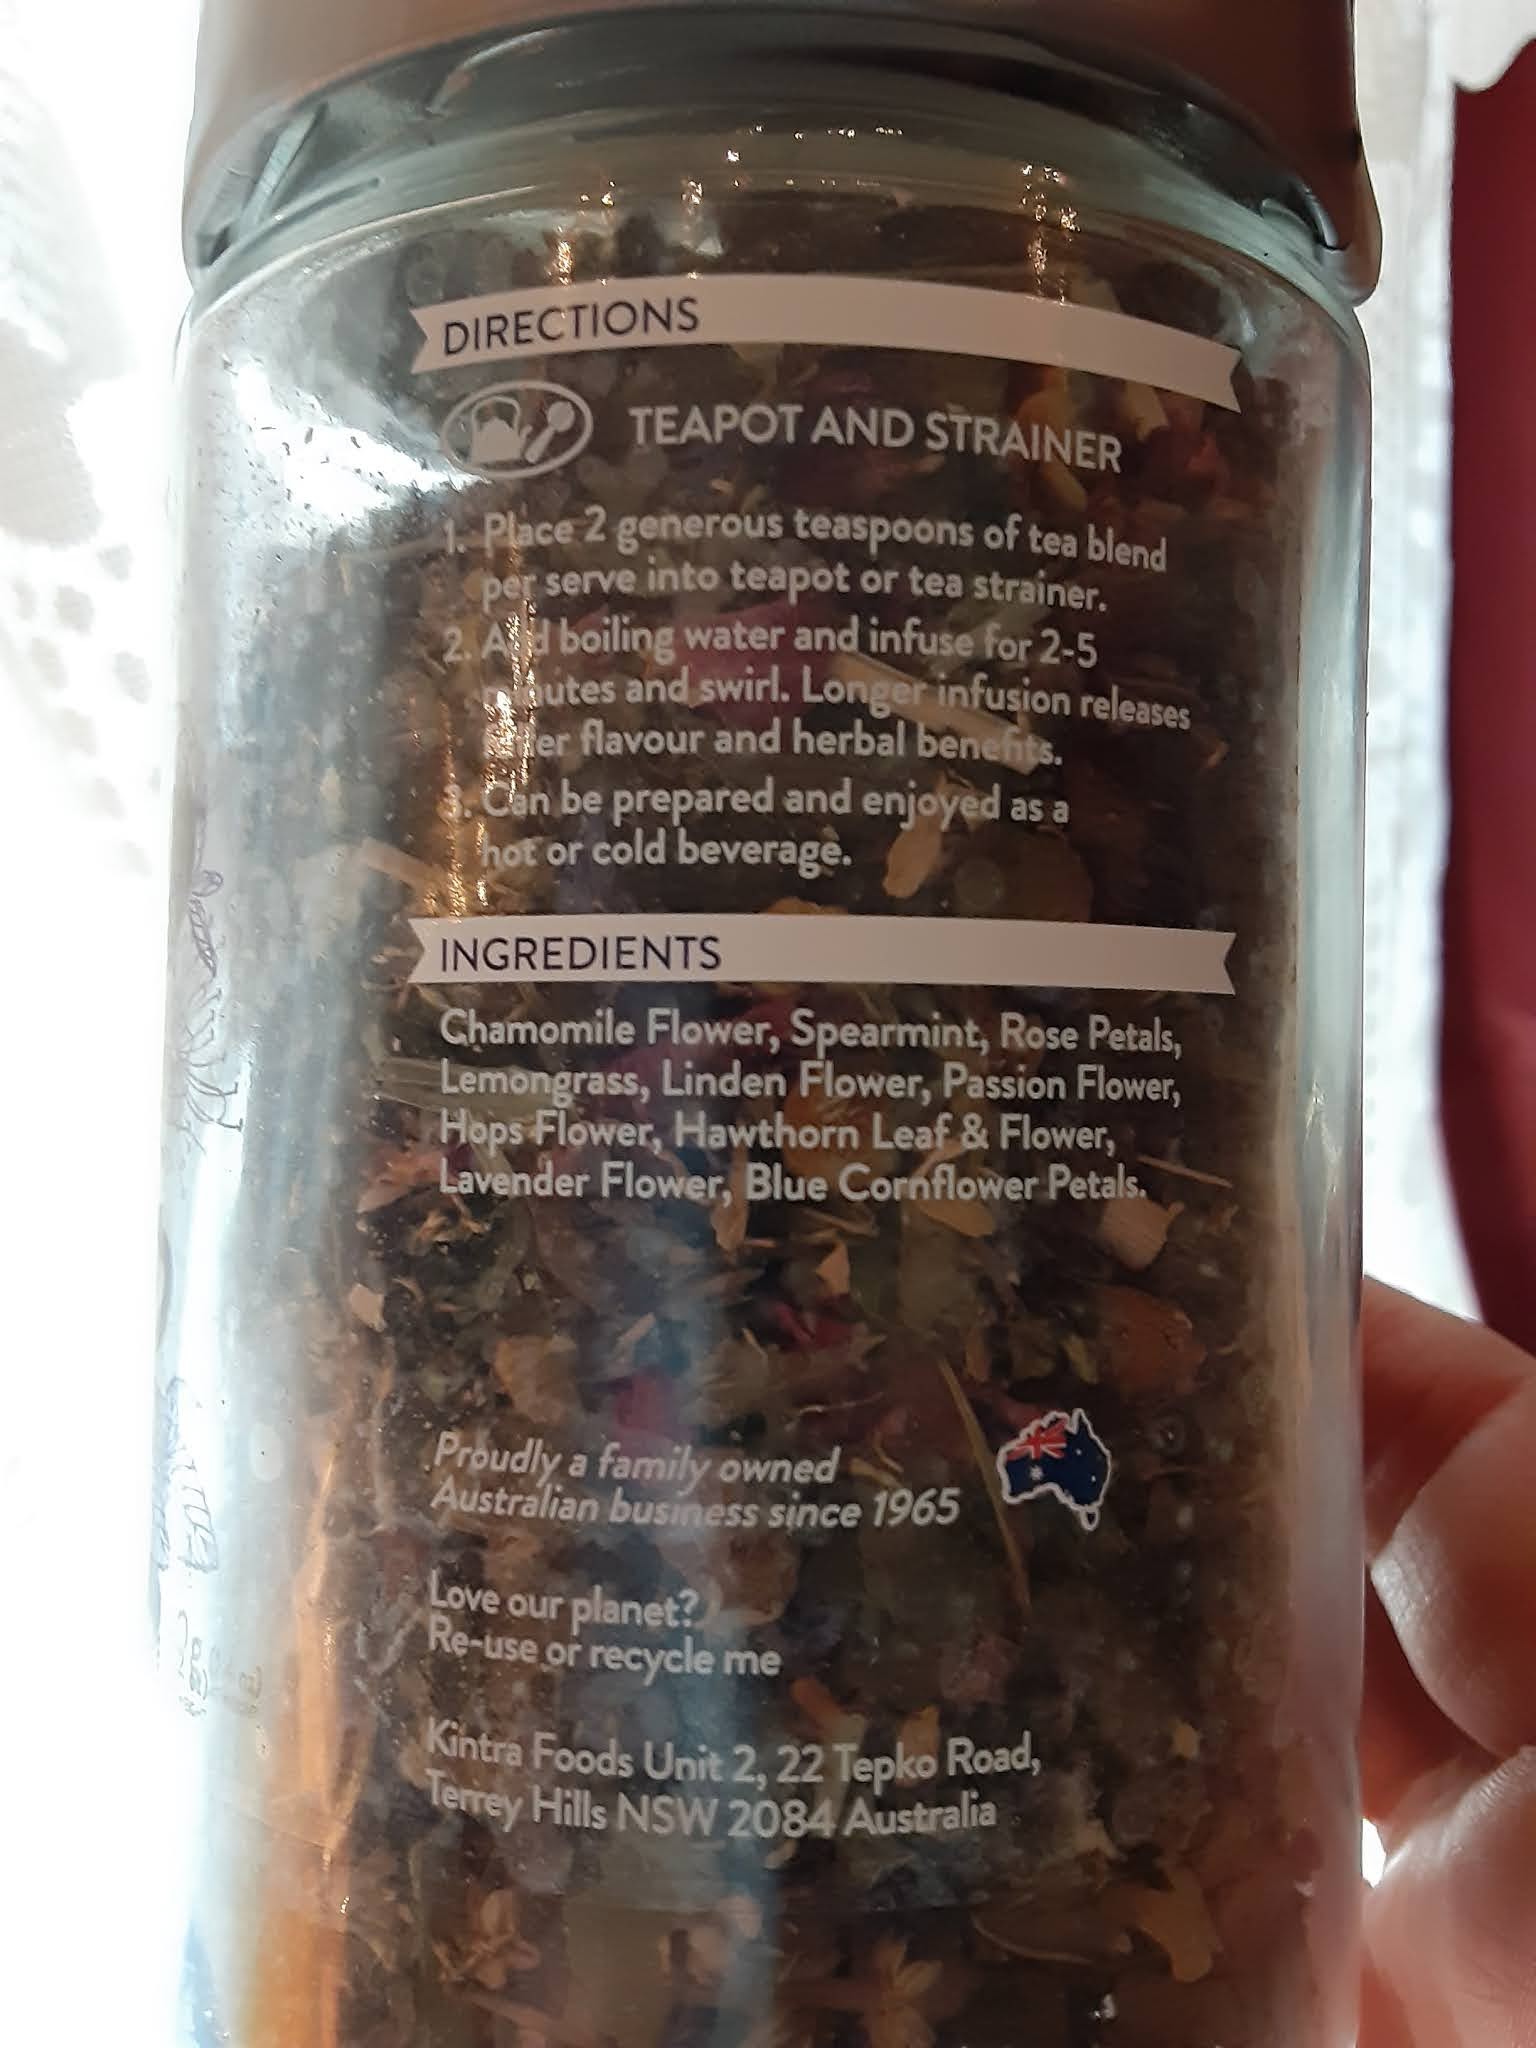 DIRECTIONS
TEAPOT AND STRAINER
1. Place 2 generous teaspoons of tea blend
per serve into teapot or tea strainer.
2. Add boiling water and infuse for 2-5
minutes and swirl. Longer infusion releases
flavour and herbal benefits.
3. Can be prepared and enjoyed as a
hot or cold beverage.
INGREDIENTS
Chamomile Flower, Spearmint, Rose Petals,
Lemongrass, Linden Flower, Passion Flower,
Hops Flower, Hawthorn Leaf & Flower,
Lavender Flower, Blue Cornflower Petals.
Proudly a family owned
Australian business since 1965
Love our planet?
Re-use or recycle me
Kintra Foods Unit 2, 22 Tepko Road,
Terrey Hills NSW 2084 Australia